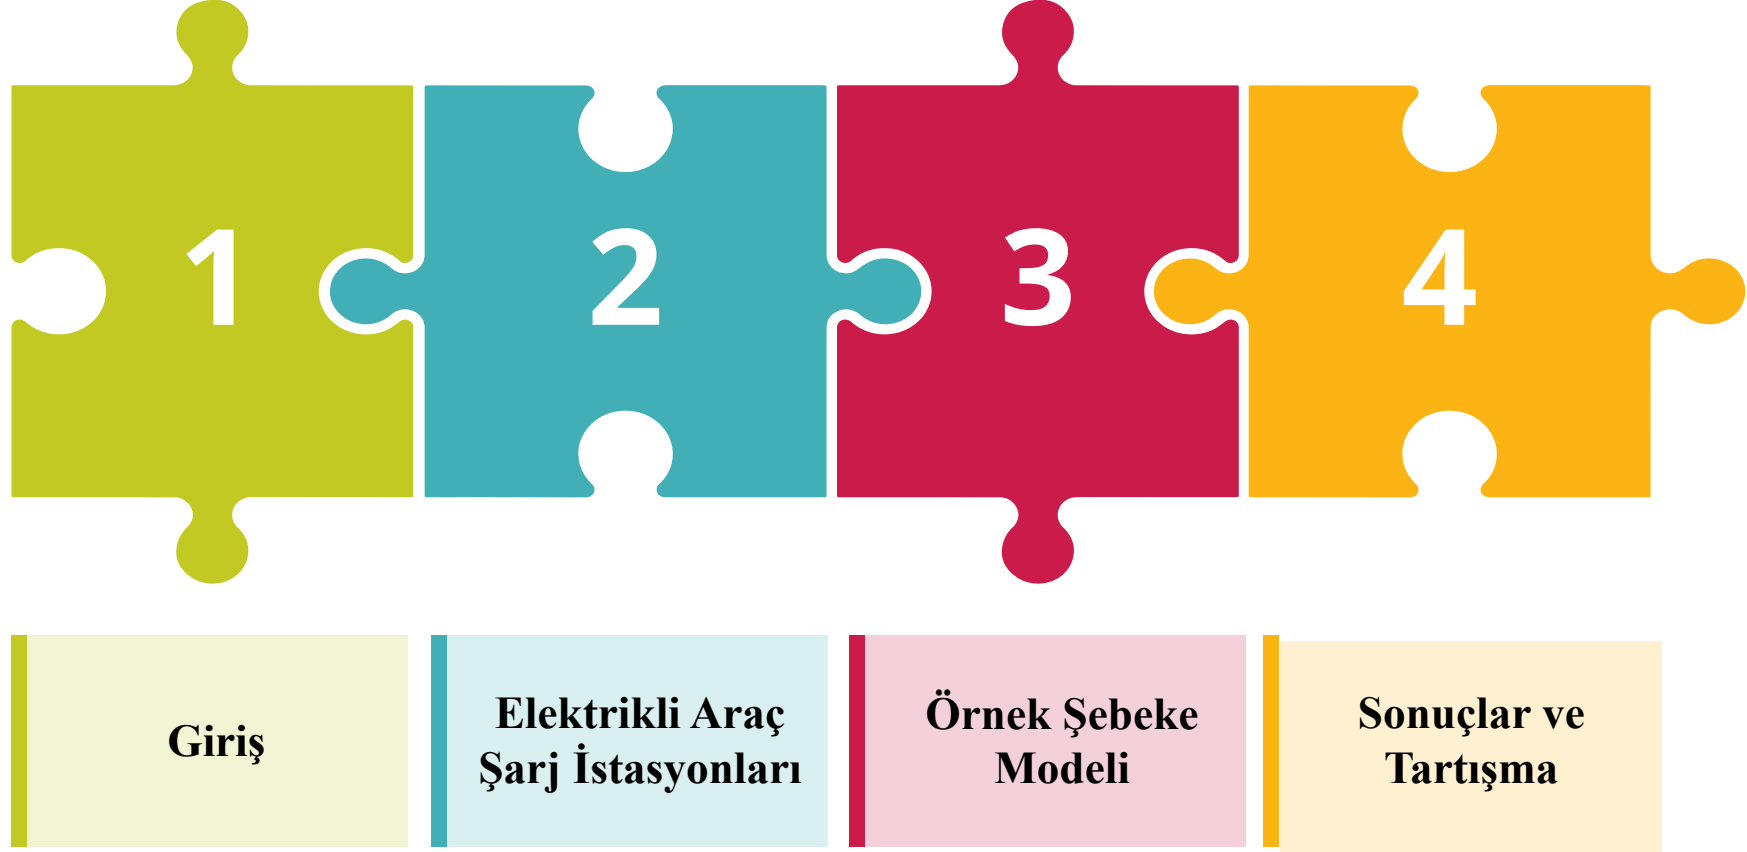 1
2
3
4
Giriş
Elektrikli Araç
Şarj İstasyonları
Örnek Şebeke
Modeli
Sonuçlar ve
Tartışma